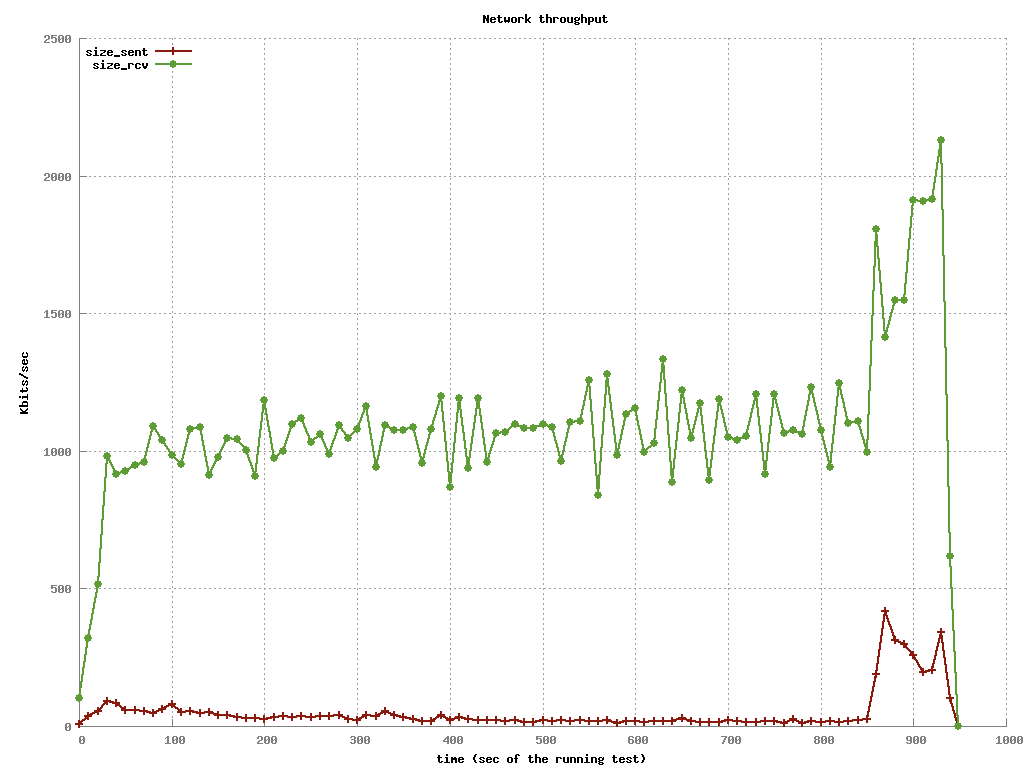 Network throughput
2500
size_sent
size_rcv
2000
1500
Kbits/sec
1000
500
0
0 100 200 300 400 500 600 700 800 900 1000
time (sec of the running test)